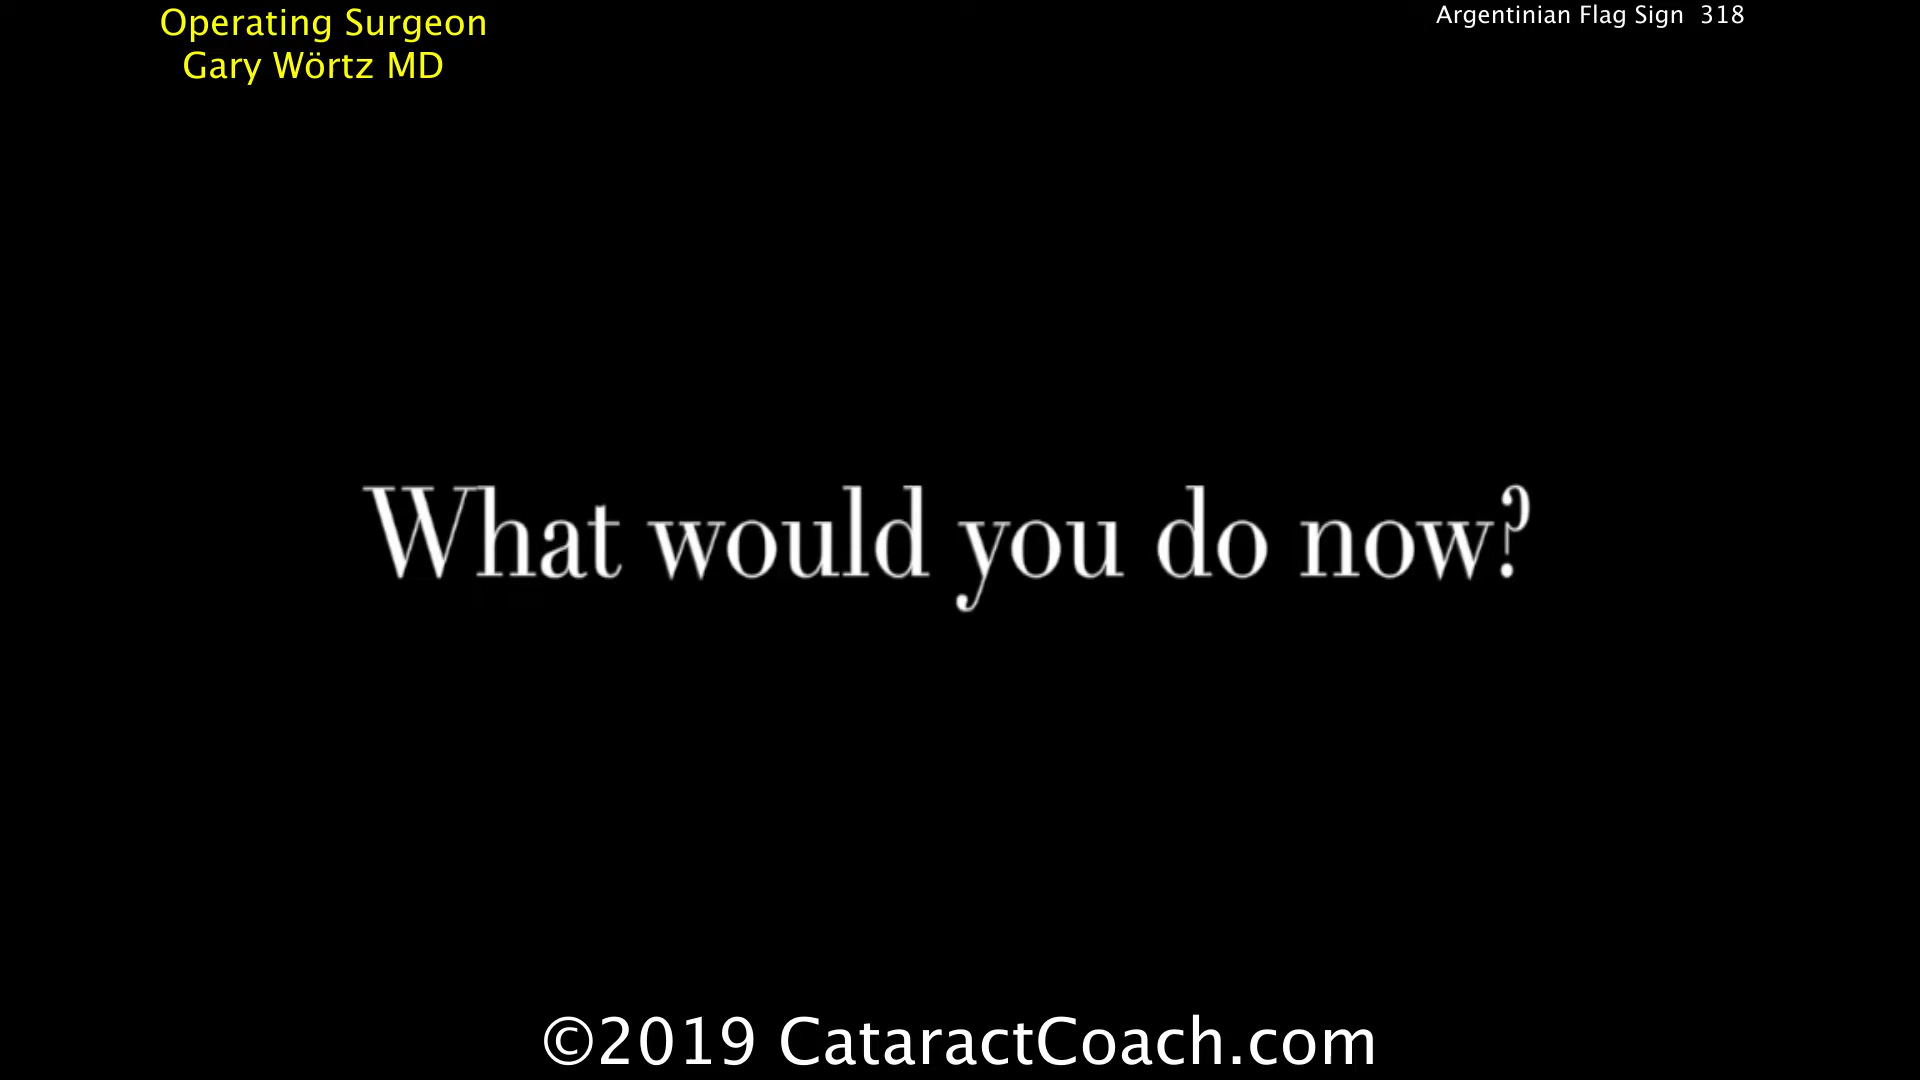 Operating Surgeon
Gary Wörtz MD
Argentinian Flag Sign 318
What would you do now?
©2019 CataractCoach.com